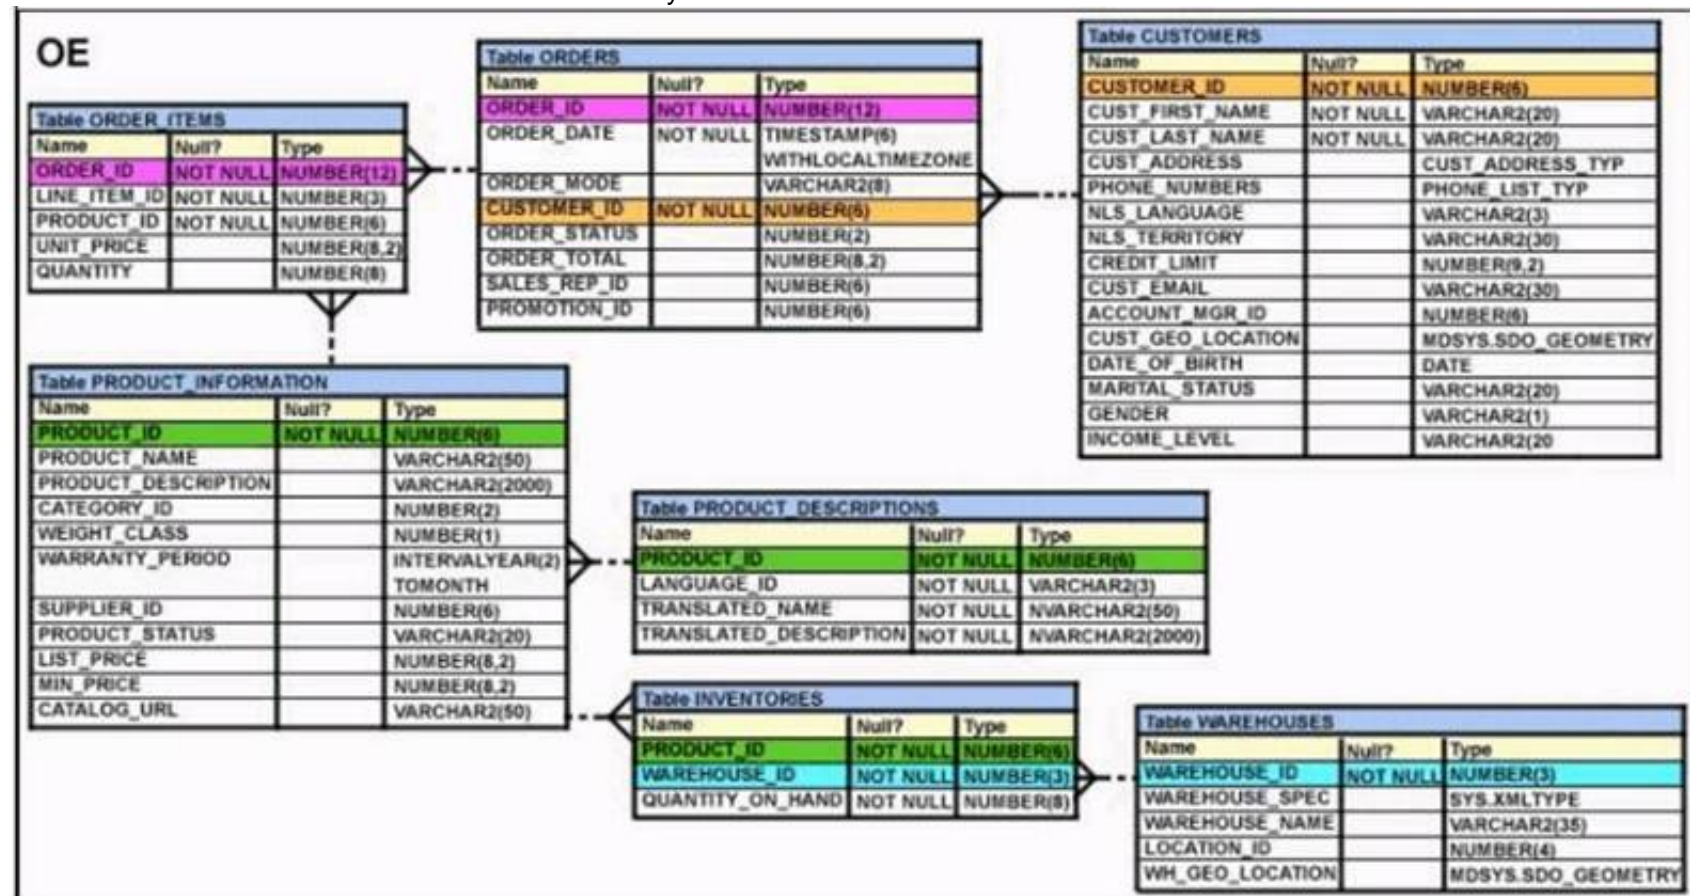 y
OE
Table ORDER_ITEMS
Name Null? Type
ORDER_ID NOT NULL NUMBER(12)
LINE_ITEM_ID NOT NULL NUMBER(3)
PRODUCT_ID NOT NULL NUMBER(6)
UNIT_PRICE NUMBER(8,2)
QUANTITY NUMBER(8)
Table ORDERS
Name Null? Type
ORDER_ID NOT NULL NUMBER(12)
ORDER_DATE NOT NULL TIMESTAMP(6)
WITHLOCALTIMEZONE
ORDER_MODE VARCHAR2(8)
CUSTOMER_ID NOT NULL NUMBER(6)
ORDER_STATUS NUMBER(2)
ORDER_TOTAL NUMBER(8,2)
SALES_REP_ID NUMBER(6)
PROMOTION_ID NUMBER(6)
Table CUSTOMERS
Name Null? Type
CUSTOMER_ID NOT NULL NUMBER(6)
CUST_FIRST_NAME NOT NULL VARCHAR2(20)
CUST_LAST_NAME NOT NULL VARCHAR2(20)
CUST_ADDRESS CUST_ADDRESS_TYP
PHONE_NUMBERS PHONE_LIST_TYP
NLS_LANGUAGE VARCHAR2(3)
NLS_TERRITORY VARCHAR2(30)
CREDIT_LIMIT NUMBER(9,2)
CUST_EMAIL VARCHAR2(30)
ACCOUNT_MGR_ID NUMBER(6)
CUST_GEO_LOCATION MDSYS.SDO_GEOMETRY
DATE_OF_BIRTH DATE
MARITAL_STATUS VARCHAR2(20)
GENDER VARCHAR2(1)
INCOME_LEVEL VARCHAR2(20
Table PRODUCT_INFORMATION
Name Null? Type
PRODUCT_ID NOT NULL NUMBER(6)
PRODUCT_NAME VARCHAR2(50)
PRODUCT_DESCRIPTION VARCHAR2(2000)
CATEGORY_ID NUMBER(2)
WEIGHT_CLASS NUMBER(1)
WARRANTY_PERIOD INTERVALYEAR(2)
TOMONTH
SUPPLIER_ID NUMBER(6)
PRODUCT_STATUS VARCHAR2(20)
LIST_PRICE NUMBER(8,2)
MIN_PRICE NUMBER(8,2)
CATALOG_URL VARCHAR2(50)
Table PRODUCT_DESCRIPTIONS
Name Null? Type
PRODUCT_ID NOT NULL NUMBER(6)
LANGUAGE_ID NOT NULL VARCHAR2(3)
TRANSLATED_NAME NOT NULL NVARCHAR2(50)
TRANSLATED_DESCRIPTION NOT NULL NVARCHAR2(2000)
Table INVENTORIES
Name Null? Type
PRODUCT_ID NOT NULL NUMBER(6)
WAREHOUSE_ID NOT NULL NUMBER(3)
QUANTITY_ON_HAND NOT NULL NUMBER(8)
Table WAREHOUSES
Name Null? Type
WAREHOUSE_ID NOT NULL NUMBER(3)
WAREHOUSE_SPEC SYS.XMLTYPE
WAREHOUSE_NAME VARCHAR2(35)
LOCATION_ID NUMBER(4)
WH_GEO_LOCATION MDSYS.SDO_GEOMETRY